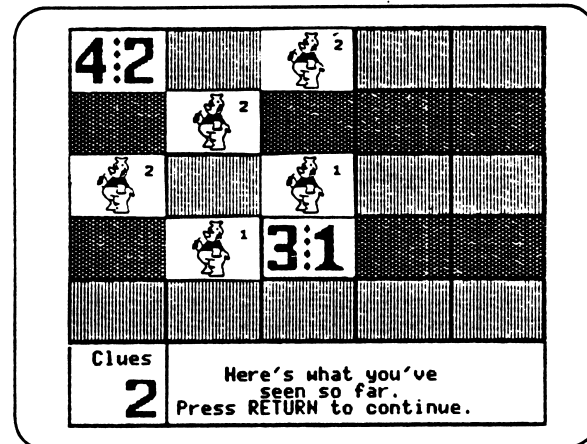 4:2
2
2
2
1
1
3:1
Clues
2
Here's what you've
seen so far.
Press RETURN to continue.